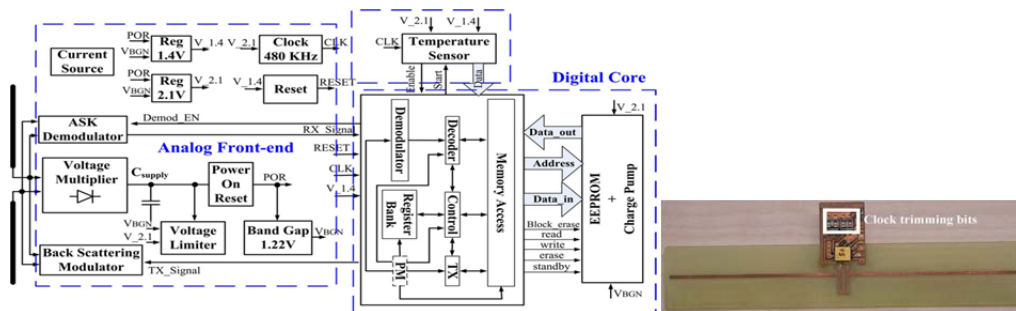 V_2.1 V_1.4
POR
VBGN
Reg
1.4V
V_1.4
V_2.1
Clock
480 KHz
CLK
CLK
Temperature
Sensor
Current
Source
POR
VBGN
Reg
2.1V
V_2.1
V_1.4
Reset
RESET
Enable
Start
Data
Digital Core
ASK
Demodulator
Demod_EN
RX_Signal
Analog Front-end
RESET
CLK
V_1.4
Voltage
Multiplier
Csupply
Power
On
Reset
POR
VBGN
V_2.1
Voltage
Limiter
Band Gap
1.22V
VBGN
Back Scattering
Modulator
TX_Signal
Demodulator
Decoder
Register
Bank
Control
PM
TX
Memory Access
V_2.1
Data_out
Address
Data_in
Block_erase
read
write
erase
standby
EEPROM
+
Charge Pump
VBGN
Clock trimming bits